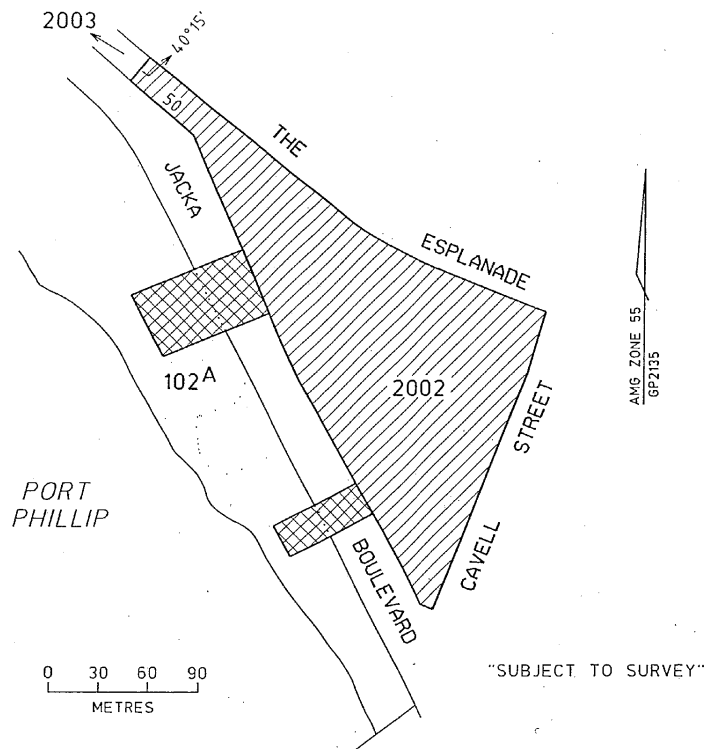 2003
40°15'
50
THE
JACKA
ESPLANADE
102A
2002
AMG ZONE 55
GP2135
STREET
PORT
PHILLIP
CAVELL
BOULEVARD
0 30 60 90
METRES
"SUBJECT TO SURVEY"